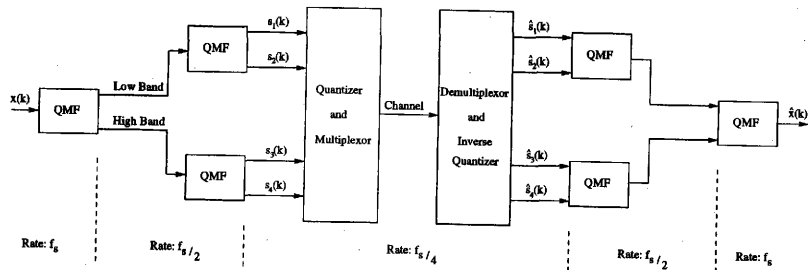 x(k)
QMF
Low Band
High Band
QMF
QMF
s₁(k)
s₂(k)
s₃(k)
s₄(k)
Quantizer
and
Multiplexor
Channel
Demultiplexor
and
Inverse
Quantizer
ŝ₁(k)
ŝ₂(k)
ŝ₃(k)
ŝ₄(k)
QMF
QMF
QMF
x̂(k)
Rate: fₛ
Rate: fₛ/2
Rate: fₛ/4
Rate: fₛ/2
Rate: fₛ